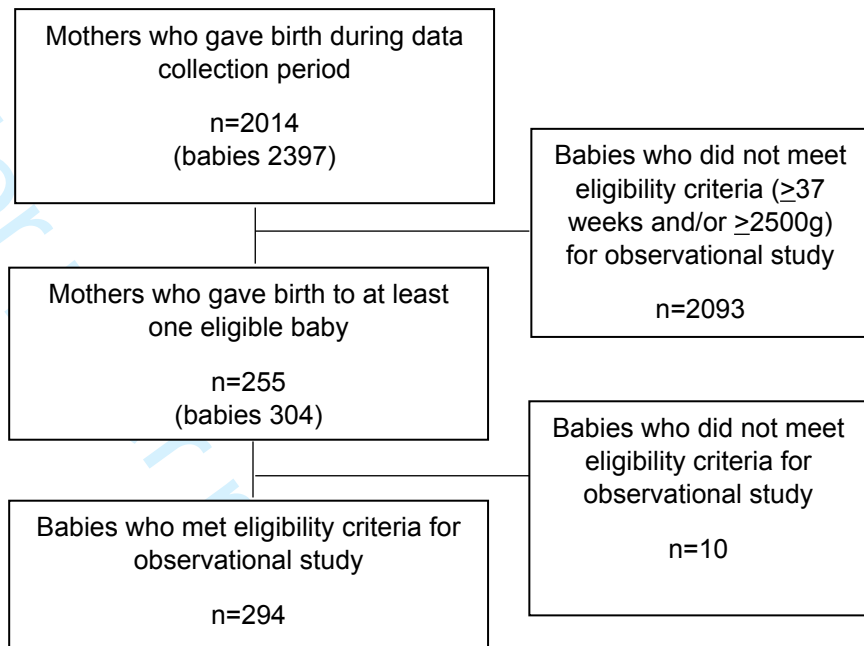 Mothers who gave birth during data
collection period
n=2014
(babies 2397)
Babies who did not meet
eligibility criteria (≥37
weeks and/or ≥2500g)
for observational study
n=2093
Mothers who gave birth to at least
one eligible baby
n=255
(babies 304)
Babies who did not meet
eligibility criteria for
observational study
n=10
Babies who met eligibility criteria for
observational study
n=294